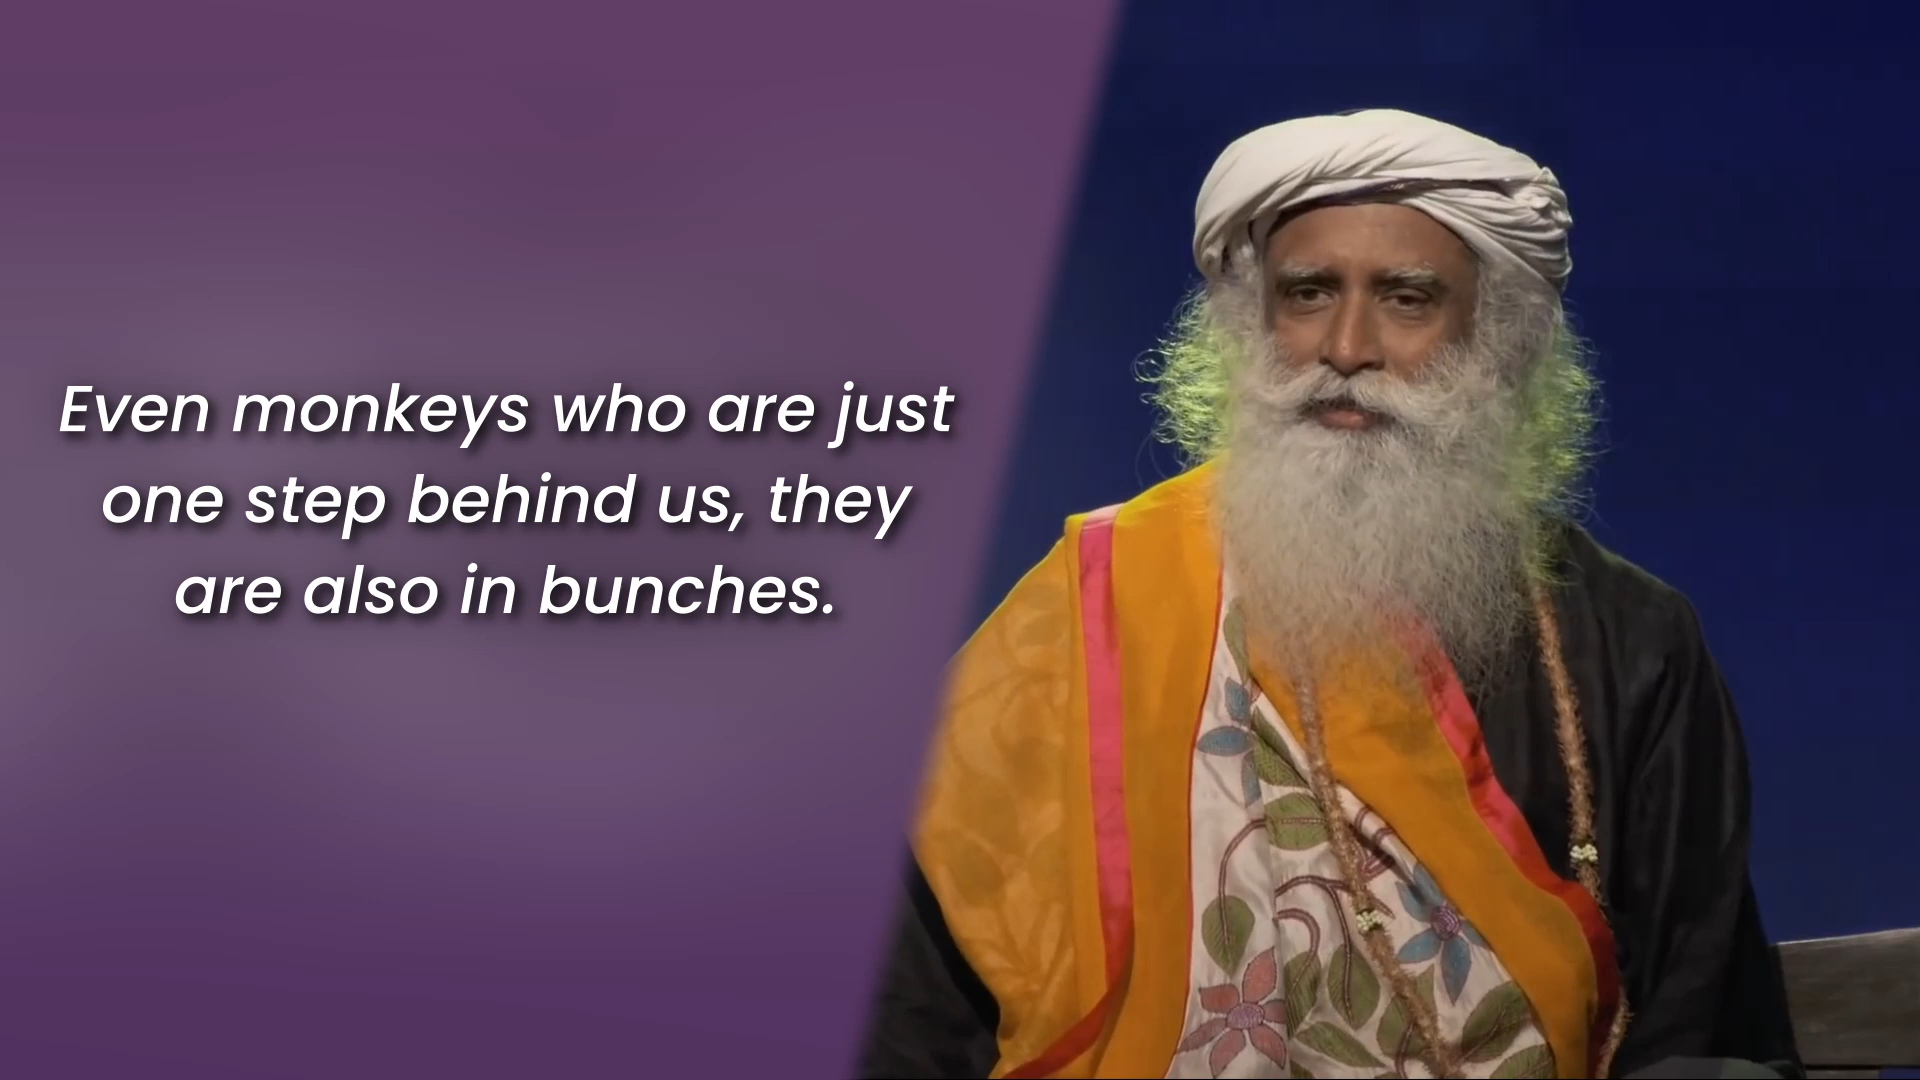 Even monkeys who are just
one step behind us, they
are also in bunches.